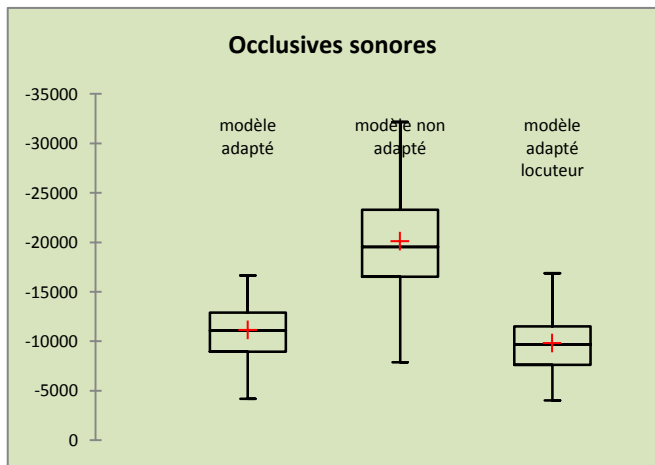 Occlusives sonores
-35000
-30000
-25000
-20000
-15000
-10000
-5000
0
modèle
adapté
modèle non
adapté
modèle
adapté
locuteur